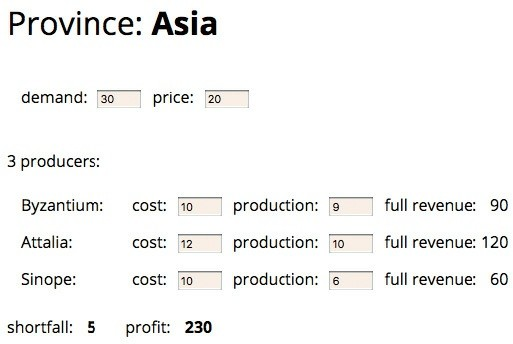 Province: Asia
demand: 30 price: 20
3 producers:
Byzantium: cost: 10 production: 9 full revenue: 90
Attalia: cost: 12 production: 10 full revenue: 120
Sinope: cost: 10 production: 6 full revenue: 60
shortfall: 5 profit: 230